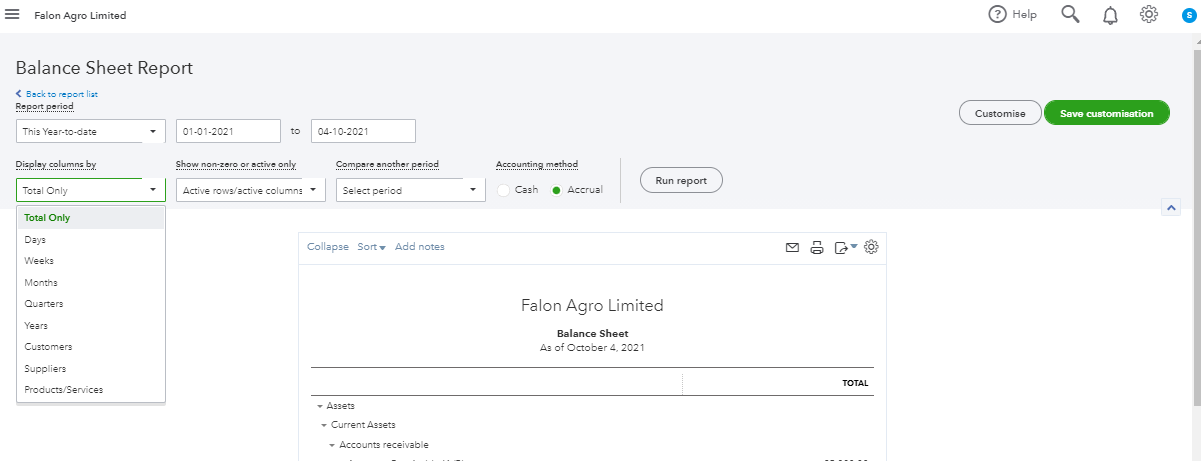 Falon Agro Limited
Help
S
Balance Sheet Report
Back to report list
Report period
This Year-to-date
01-01-2021
to
04-10-2021
Customise
Save customisation
Display columns by
Show non-zero or active only
Compare another period
Accounting method
Total Only
Active rows/active columns
Select period
Cash
Accrual
Run report
Total Only
Days
Weeks
Months
Quarters
Years
Customers
Suppliers
Products/Services
Collapse
Sort
Add notes
Falon Agro Limited
Balance Sheet
As of October 4, 2021
TOTAL
Assets
Current Assets
Accounts receivable